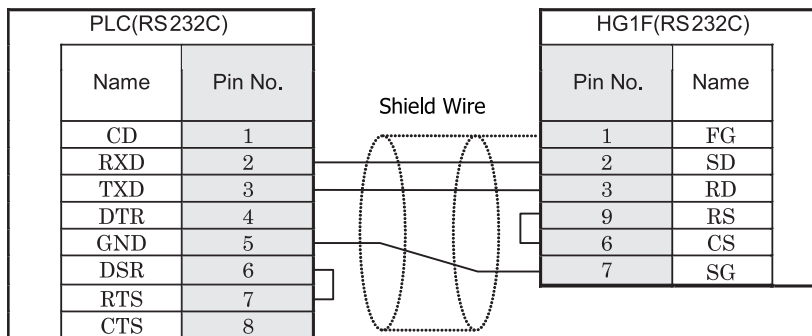 PLC(RS232C) HG1F(RS232C)
Name Pin No. Pin No. Name
Shield Wire
CD 1 1 FG
RXD 2 2 SD
TXD 3 3 RD
DTR 4 9 RS
GND 5 6 CS
DSR 6 7 SG
RTS 7
CTS 8